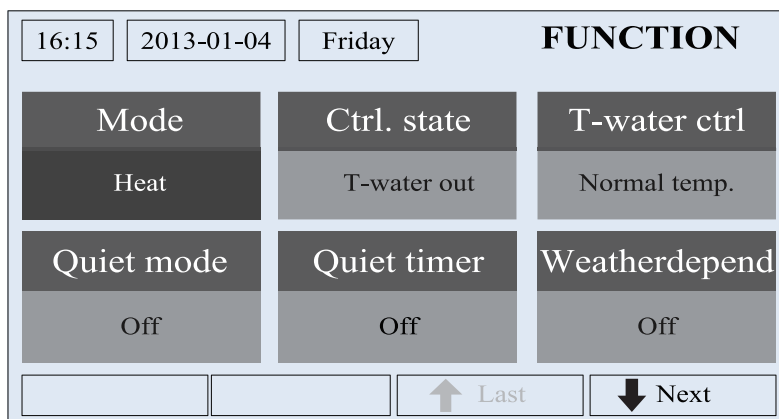 16:15 2013-01-04 Friday FUNCTION
Mode Ctrl. state T-water ctrl
Heat T-water out Normal temp.
Quiet mode Quiet timer Weatherdepend
Off Off Off
Last Next